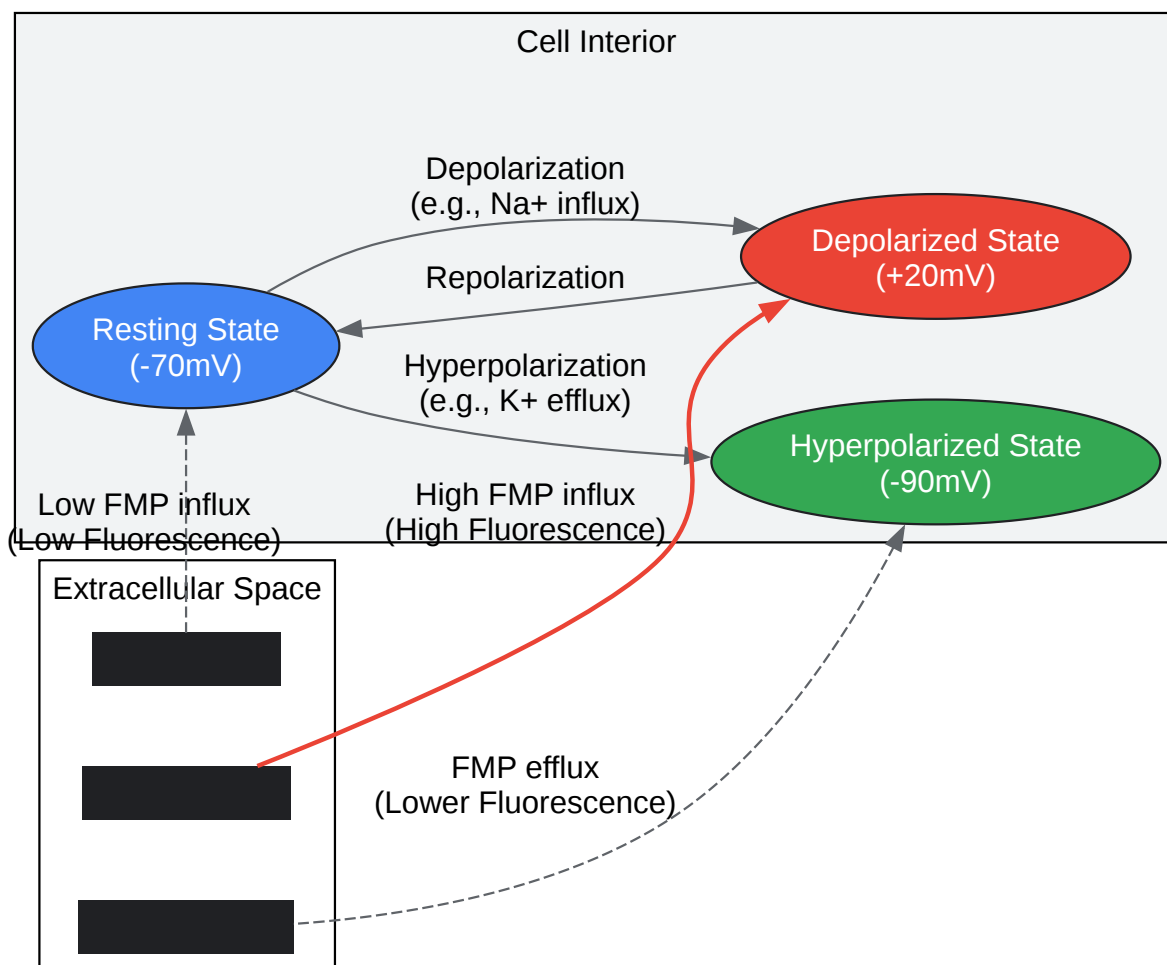 Cell Interior
Depolarization
(e.g., Na+ influx)
Depolarized State
(+20mV)
Repolarization
Resting State
(-70mV)
Hyperpolarization
(e.g., K+ efflux)
Hyperpolarized State
(-90mV)
Low FMP influx
(Low Fluorescence)
High FMP influx
(High Fluorescence)
Extracellular Space
FMP efflux
(Lower Fluorescence)